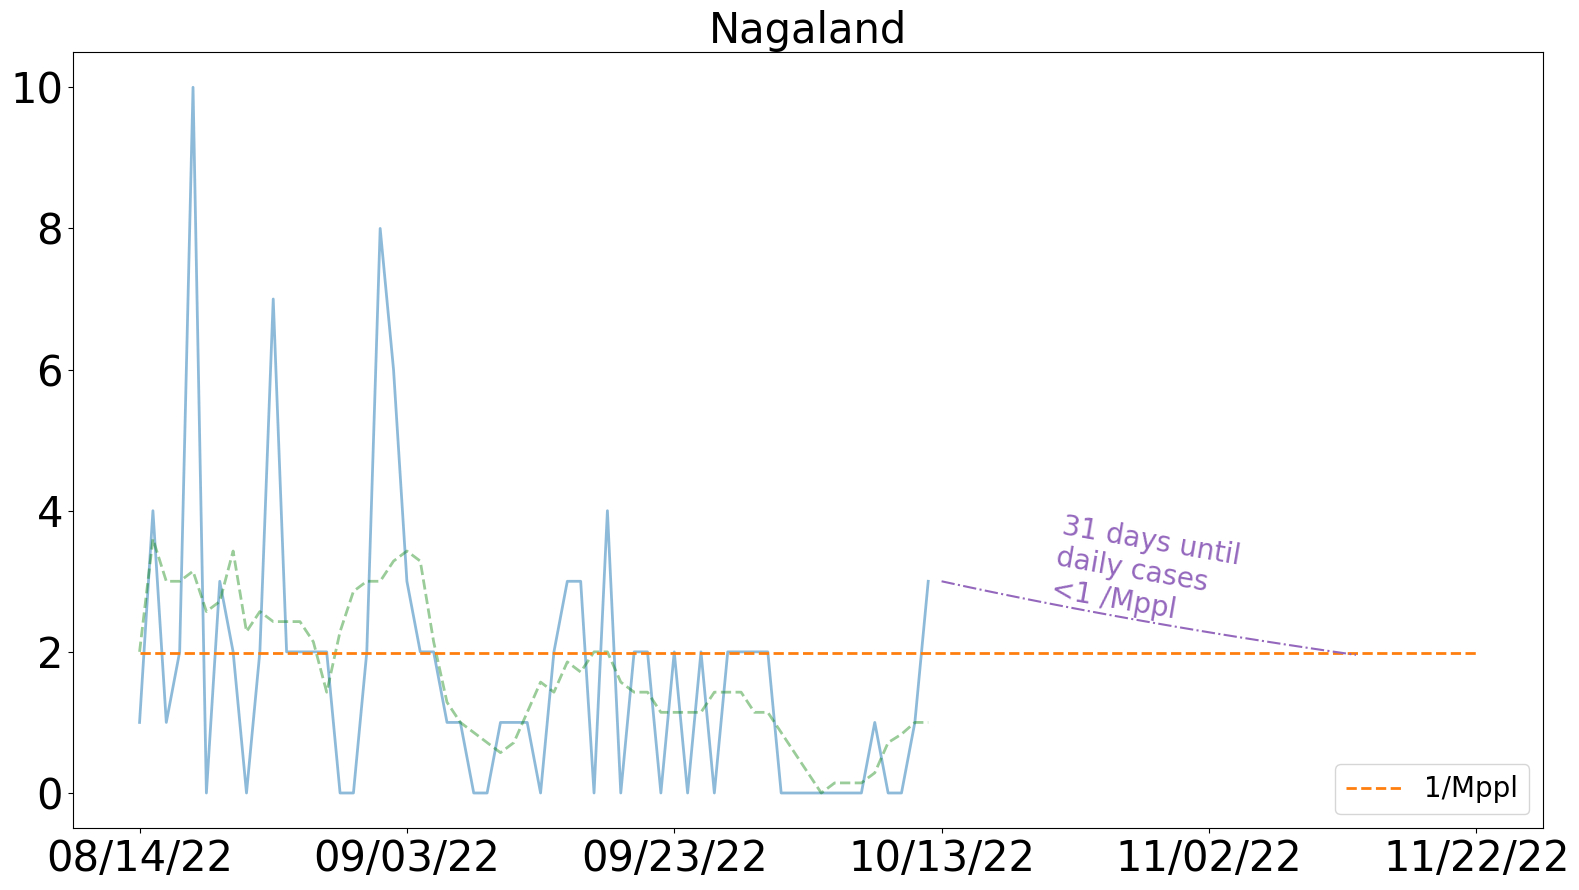 Nagaland
10
8
6
4
2
0
31 days until
daily cases
<1 /Mppl
1/Mppl
08/14/22
09/03/22
09/23/22
10/13/22
11/02/22
11/22/22